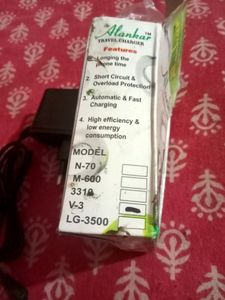 Alankar™
TRAVEL CHARGER
Features
Longing the
phone time
2. Short Circuit &
Overload Protection
3. Automatic & Fast
Charging
4. High efficiency &
low energy
consumption
MODEL
N-70
M-600
3310
V-3
LG-3500